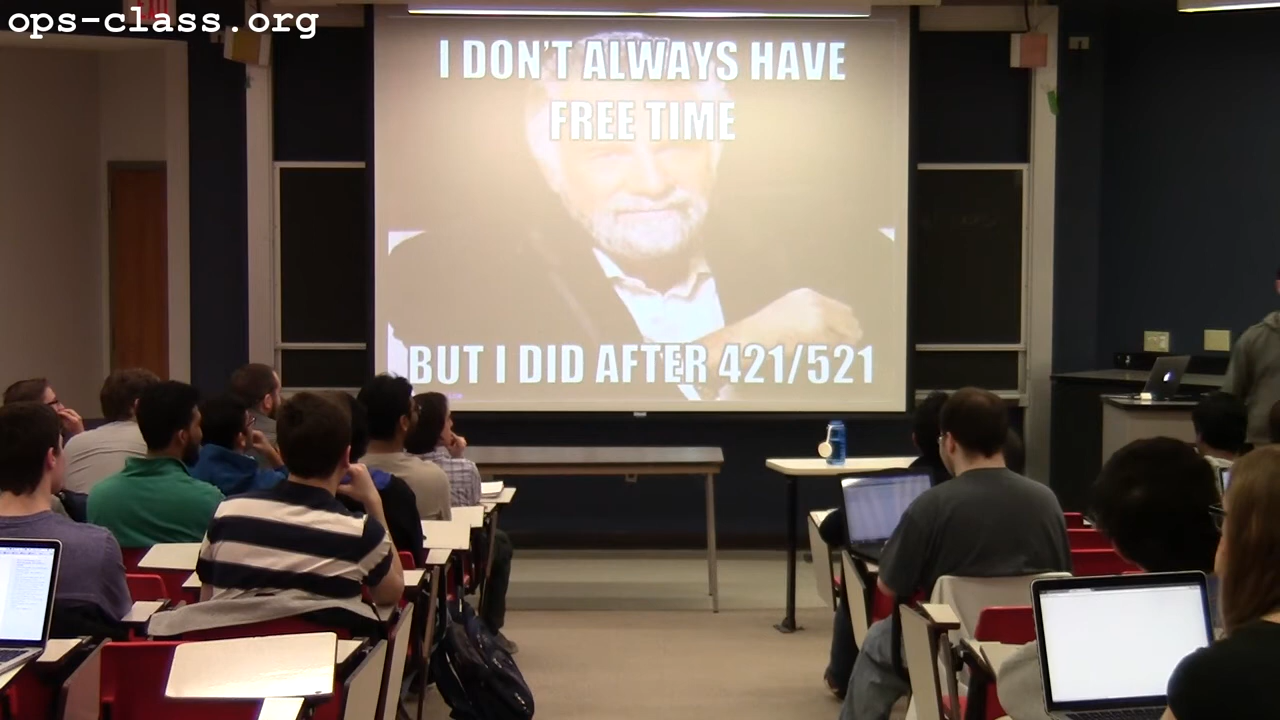 ops-class.org
I DON'T ALWAYS HAVE
FREE TIME
BUT I DID AFTER 421/521